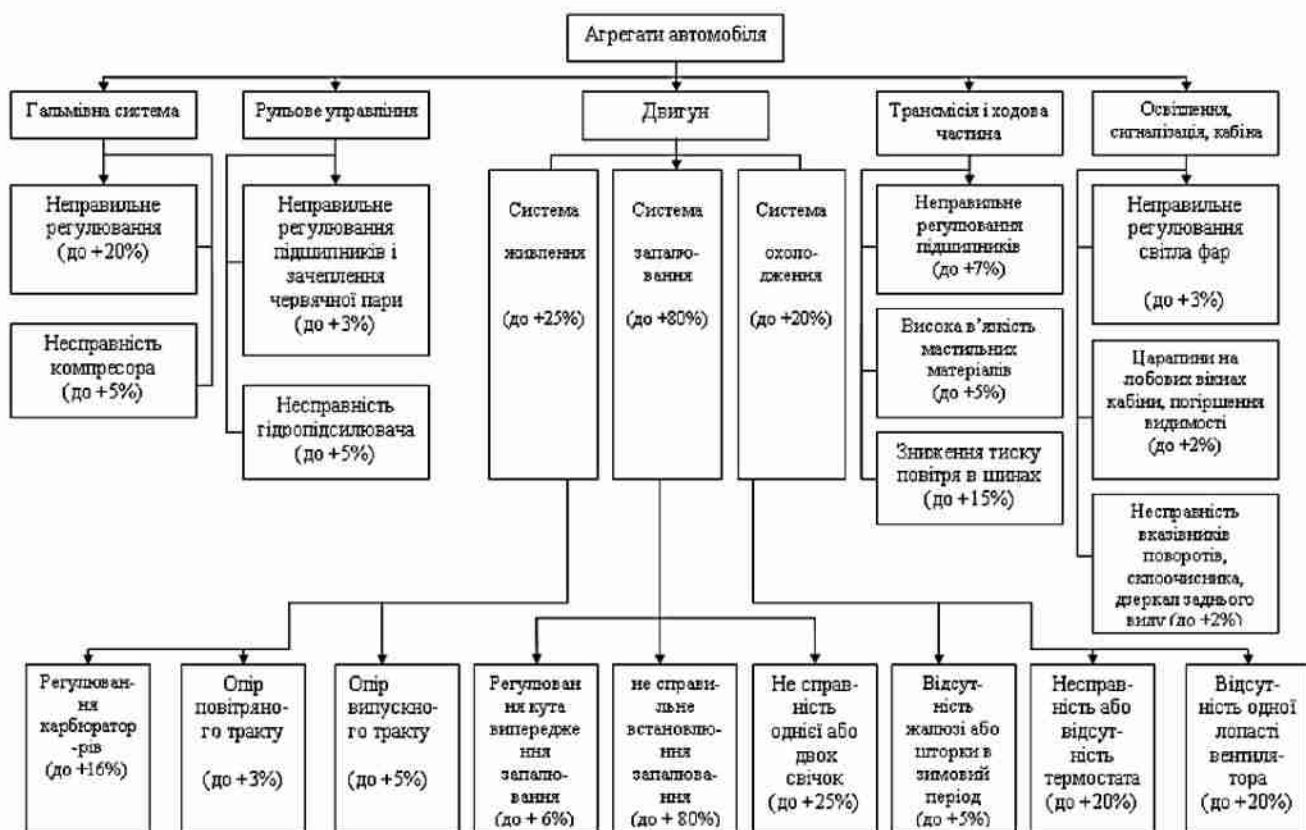 Агрегати автомобіля
Гальмівна система
Рульове управління
Двигун
Трансмісія і ходова
частина
Освітлення,
сигналізація, кабіна
Неправильне
регулювання
(до +20%)
Несправність
компресора
(до +5%)
Неправильне
регулювання
підшипників і
зачеплення
червячної пари
(до +3%)
Несправність
гідропідсилювача
(до +5%)
Система
живлення
(до +25%)
Система
запалю-
вання
(до +80%)
Система
охоло-
дження
(до +20%)
Неправильне
регулювання
підшипників
(до +7%)
Висока в’язкість
мастильних
матеріалів
(до +5%)
Зниження тиску
повітря в шинах
(до +15%)
Неправильне
регулювання
світла фар
(до +3%)
Царапини на
лобових вікнах
кабіни, погіршення
видимості
(до +2%)
Несправність
вказівників
поворотів,
склоочисника,
дзеркал заднього
виду (до +2%)
Регулюван-
ня
карбюратор
-рів
(до +16%)
Опір
повітряно-
го тракту
(до +3%)
Опір
випускно-
го тракту
(до +5%)
Регулюван
ня кута
випередже
ння
запалю-
вання
(до + 6%)
не справи-
льне
встановлю-
ння
запалюва-
ння
(до + 80%)
Не справ-
ність
однієї або
двох
свічок
(до +25%)
Відсут-
ність
жалюзі або
шторки в
зимовий
період
(до +5%)
Несправ-
ність або
відсут-
ність
термостата
(до +20%)
Відсут-
ність одної
лопасті
вентиля-
тора
(до +20%)